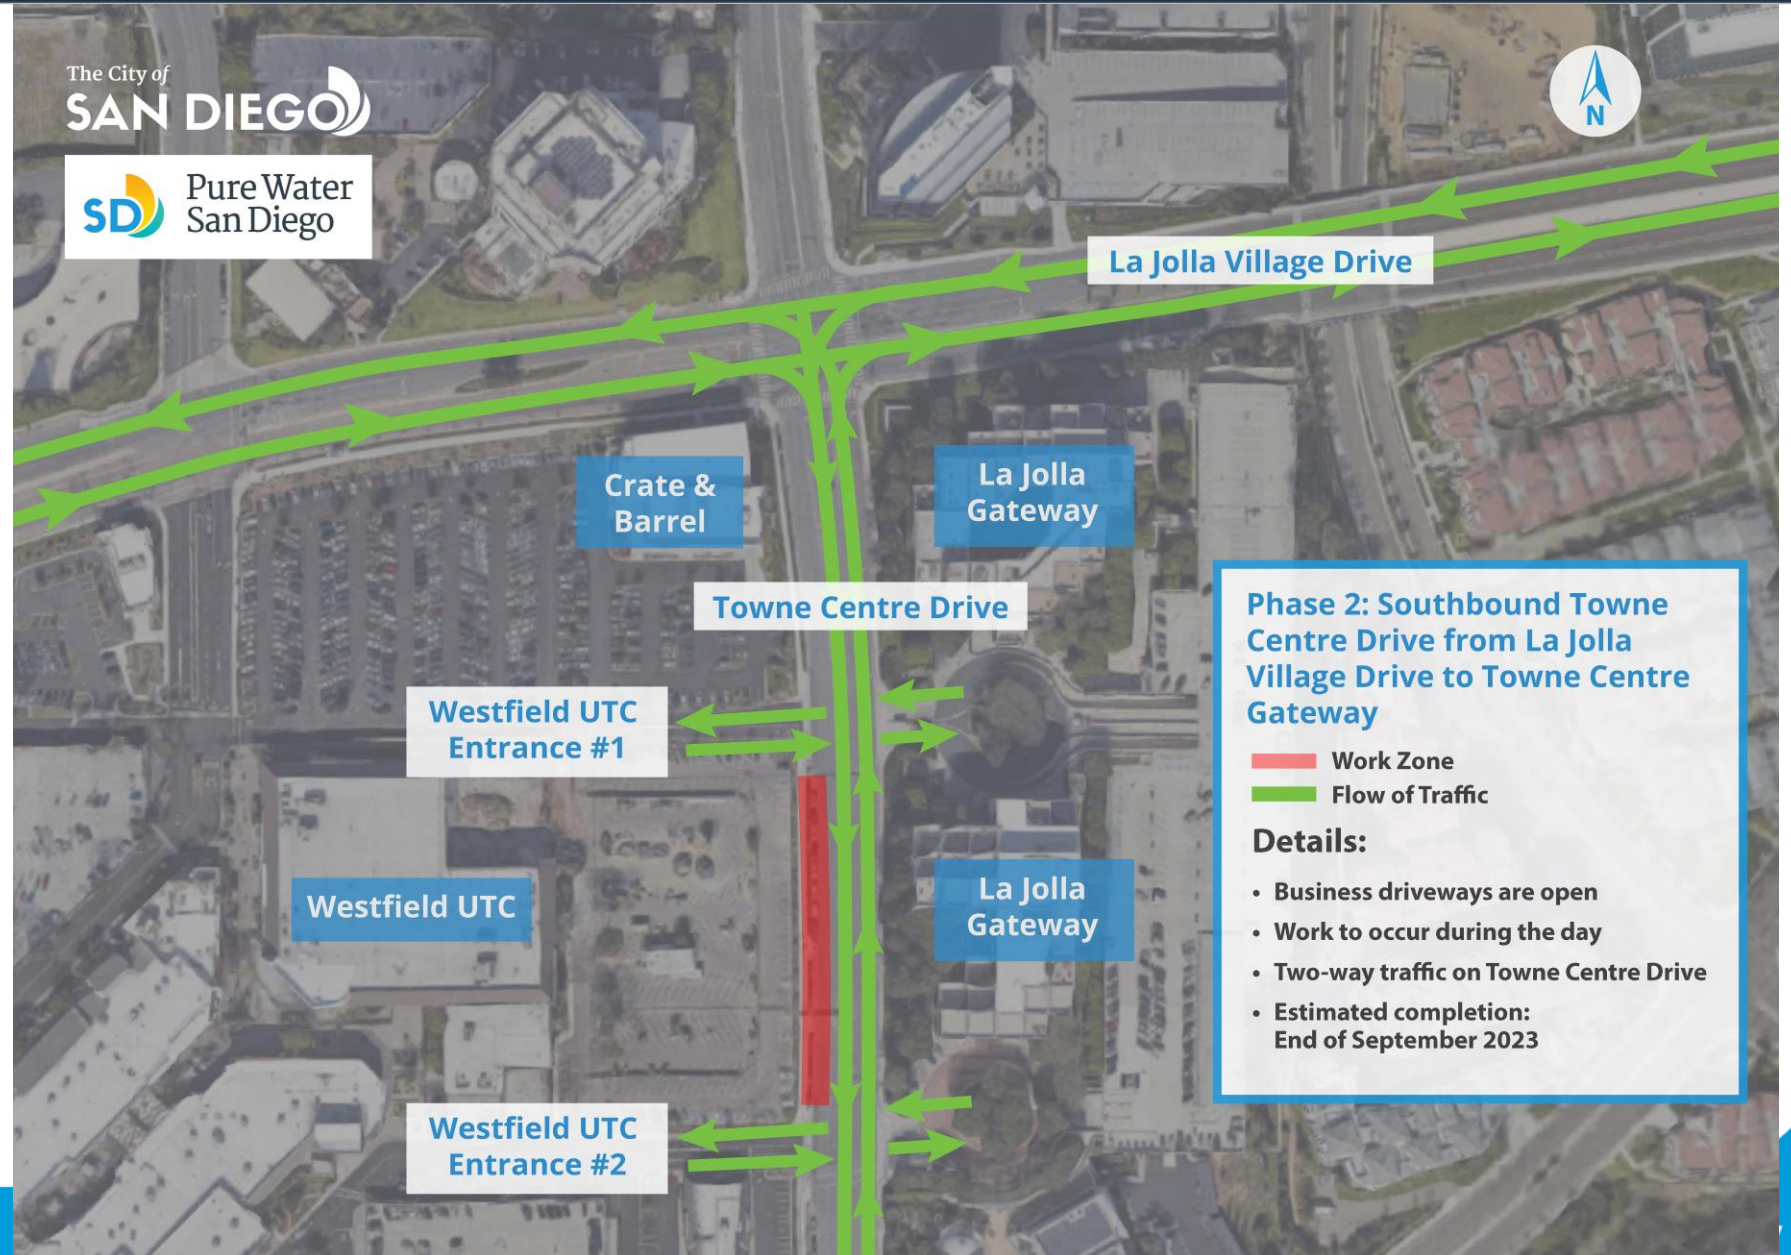 The City of
SAN DIEGO
SD
Pure Water
San Diego
N
La Jolla Village Drive
Crate &
Barrel
La Jolla
Gateway
Towne Centre Drive
Westfield UTC
Entrance #1
Westfield UTC
La Jolla
Gateway
Westfield UTC
Entrance #2
Phase 2: Southbound Towne
Centre Drive from La Jolla
Village Drive to Towne Centre
Gateway
Work Zone
Flow of Traffic
Details:
• Business driveways are open
• Work to occur during the day
• Two-way traffic on Towne Centre Drive
• Estimated completion:
End of September 2023